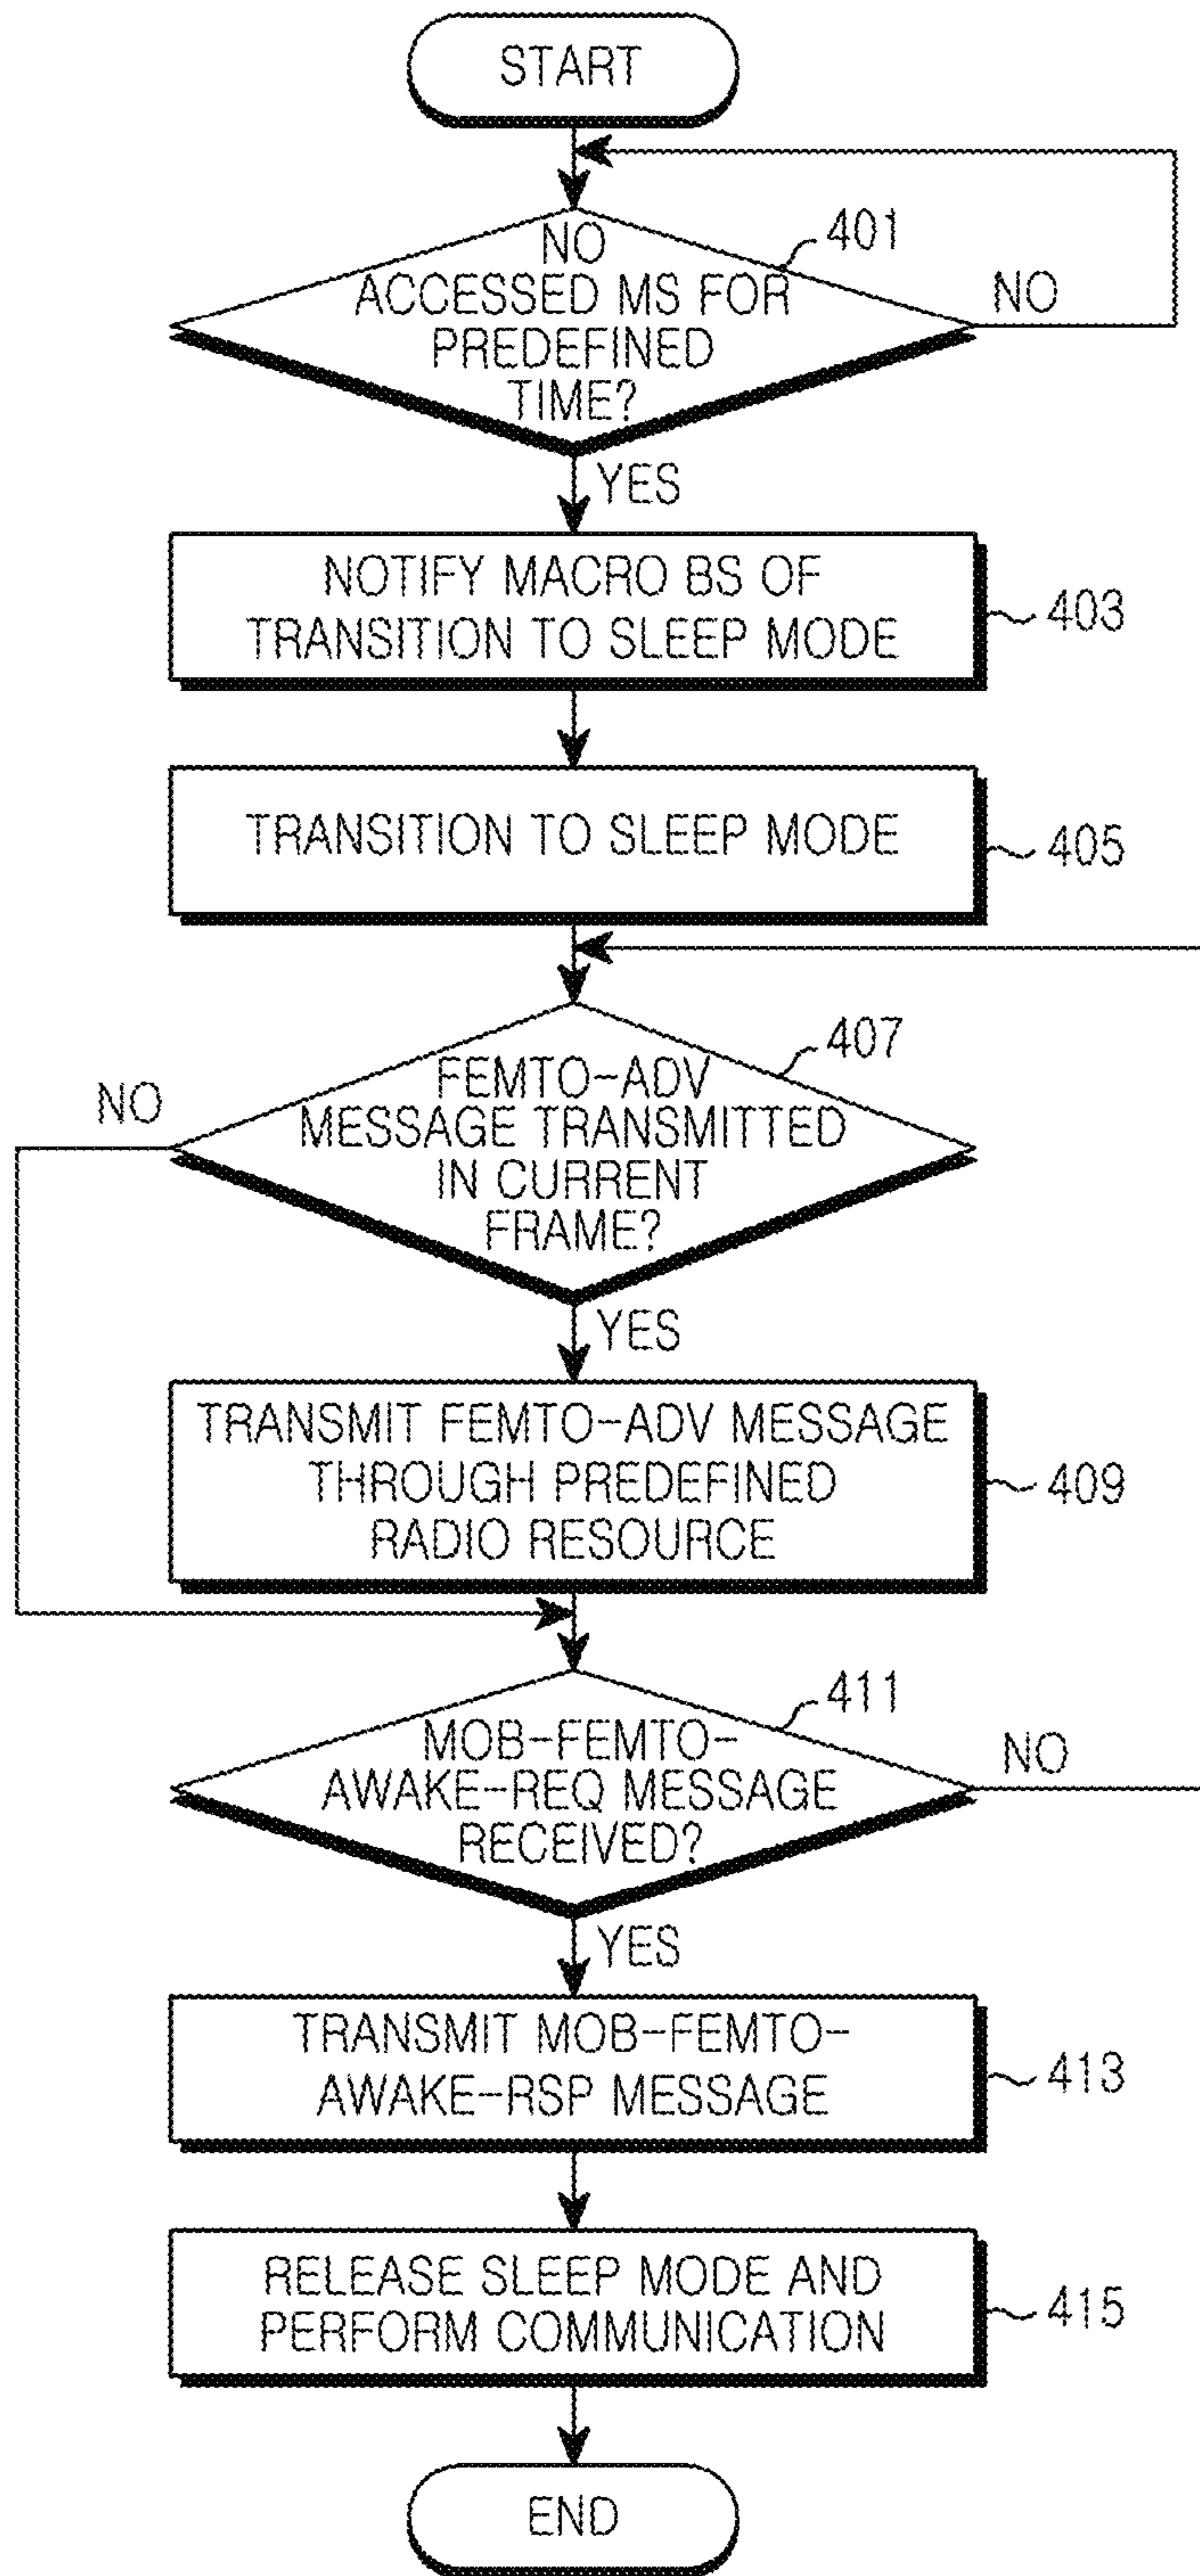 START
NO
ACCESSED MS FOR
PREDEFINED
TIME?
401
NO
YES
NOTIFY MACRO BS OF
TRANSITION TO SLEEP MODE
403
TRANSITION TO SLEEP MODE
405
407
NO
FEMTO-ADV
MESSAGE TRANSMITTED
IN CURRENT
FRAME?
YES
TRANSMIT FEMTO-ADV MESSAGE
THROUGH PREDEFINED
RADIO RESOURCE
409
411
MOB-FEMTO-
AWAKE-REQ MESSAGE
RECEIVED?
NO
YES
TRANSMIT MOB-FEMTO-
AWAKE-RSP MESSAGE
413
RELEASE SLEEP MODE AND
PERFORM COMMUNICATION
415
END